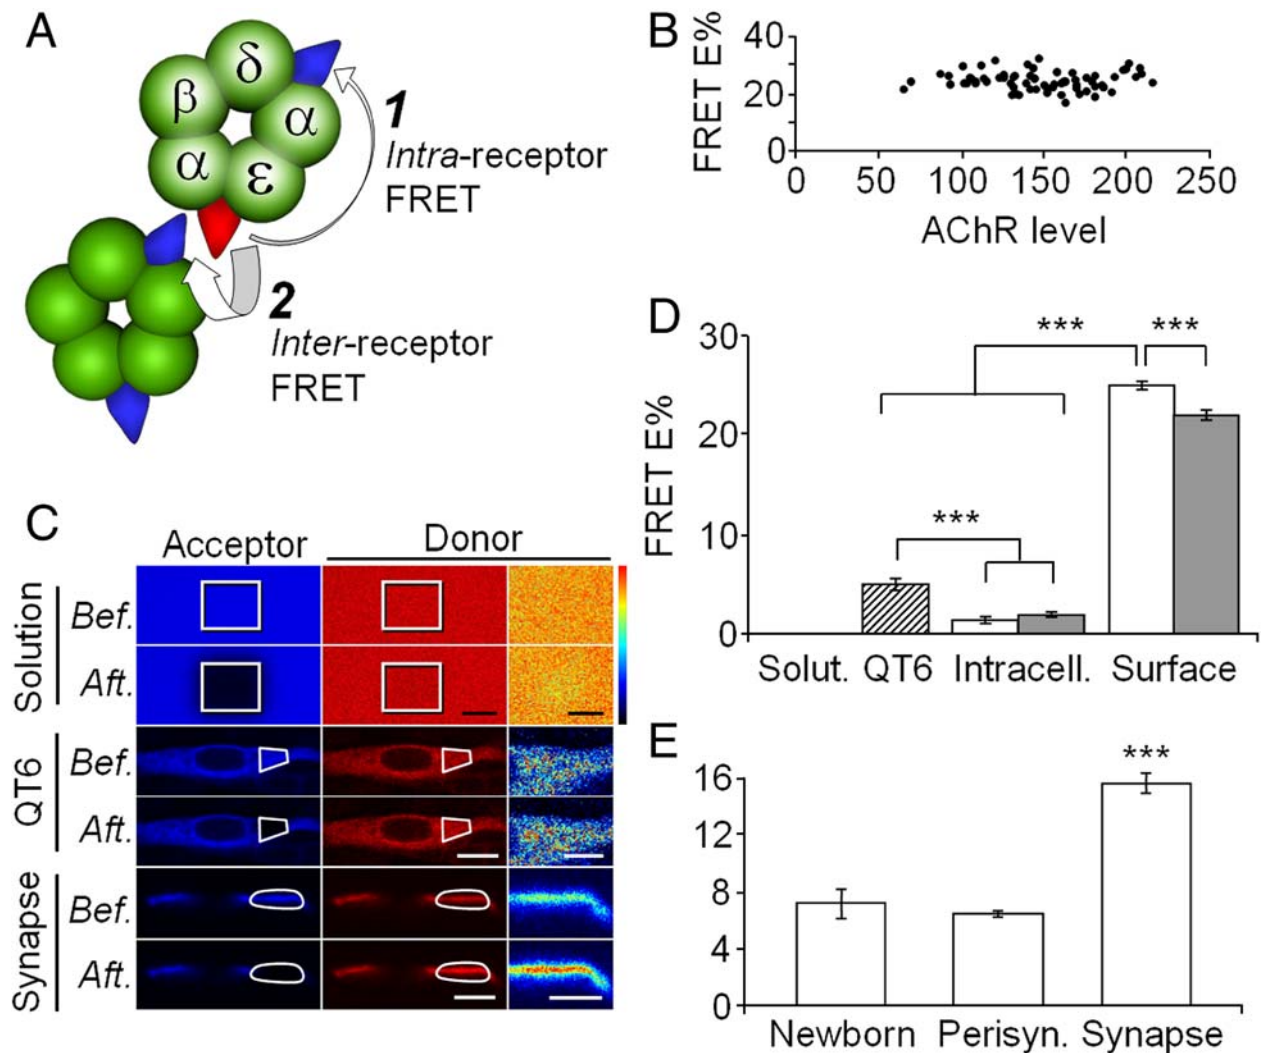 A
δ
β
α
α
ε
1
Intra-receptor
FRET
2
Inter-receptor
FRET
B
FRET E%
40
20
0
0 50 100 150 200 250
AChR level
C
Acceptor Donor
Solution
Bef.
Aft.
QT6
Bef.
Aft.
Synapse
Bef.
Aft.
D
FRET E%
30
20
10
0
*** ***
***
Solut. QT6 Intracell. Surface
E
16
12
8
4
0
***
Newborn Perisyn. Synapse